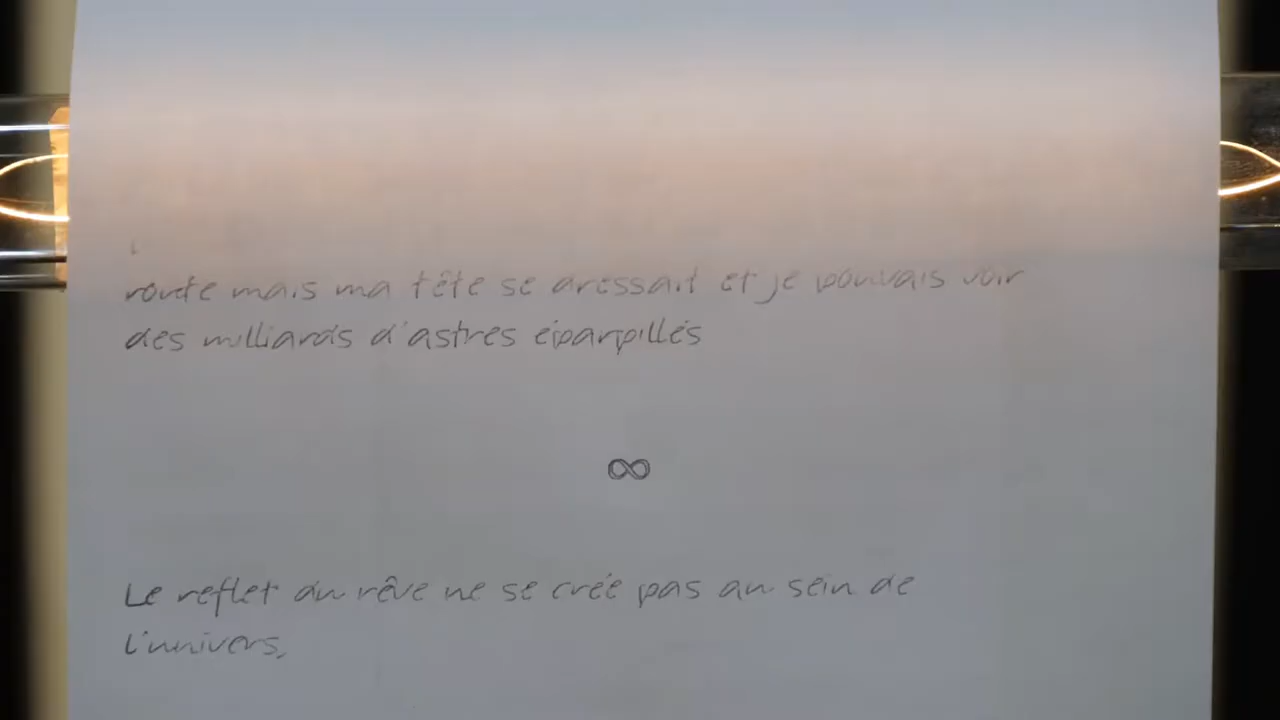 route mais ma tête se dressait et je pouvais voir
des milliards d'astres éparpillés
∞
Le reflet du rêve ne se crée pas au sein de
l'univers,